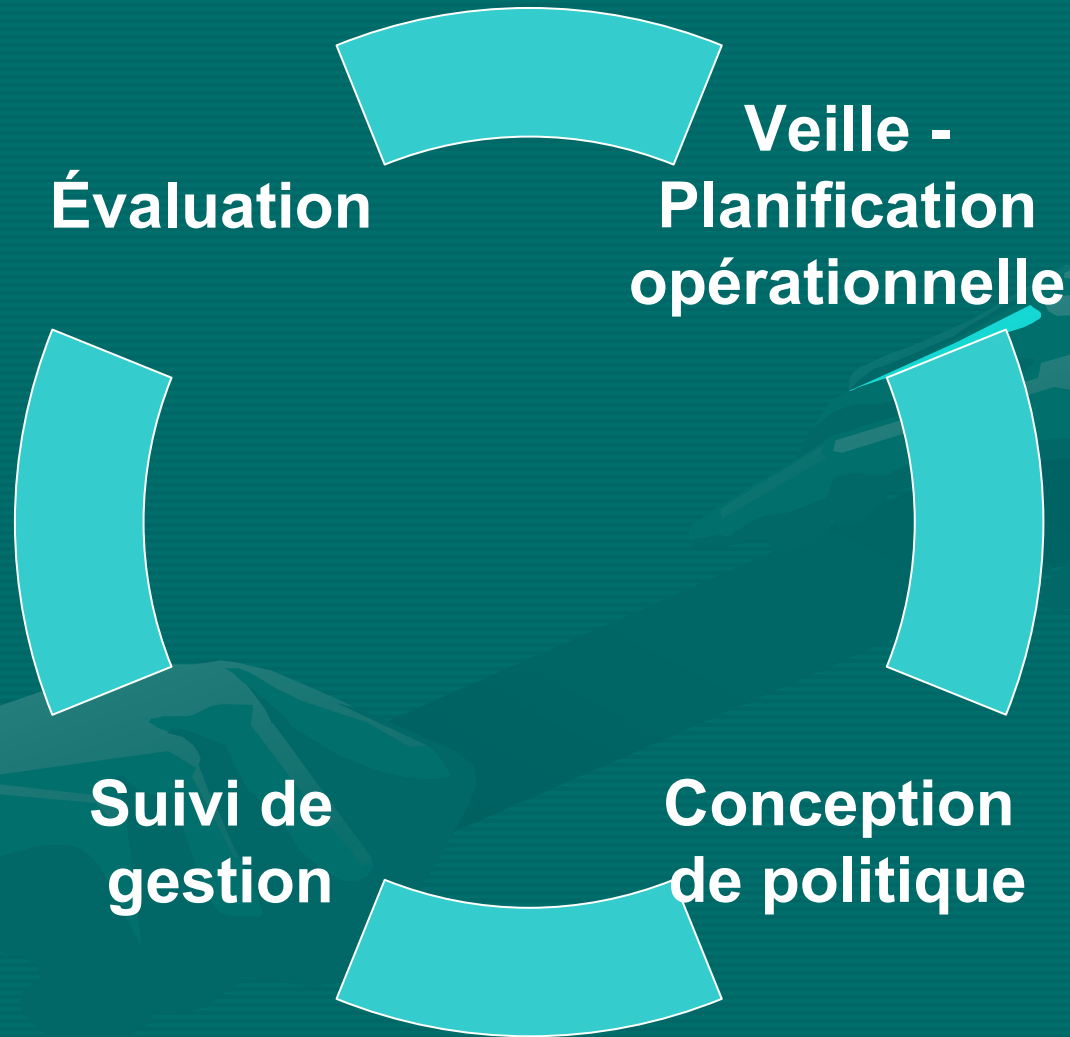 Évaluation
Veille -
Planification
opérationnelle
Suivi de
gestion
Conception
de politique